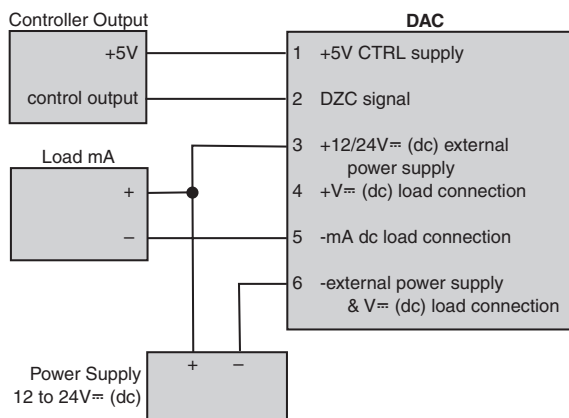 Controller Output
+5V
control output
Load mA
+
–
Power Supply
12 to 24V⎓ (dc)
+
–
DAC
1 +5V CTRL supply
2 DZC signal
3 +12/24V⎓ (dc) external
power supply
4 +V⎓ (dc) load connection
5 -mA dc load connection
6 -external power supply
& V⎓ (dc) load connection